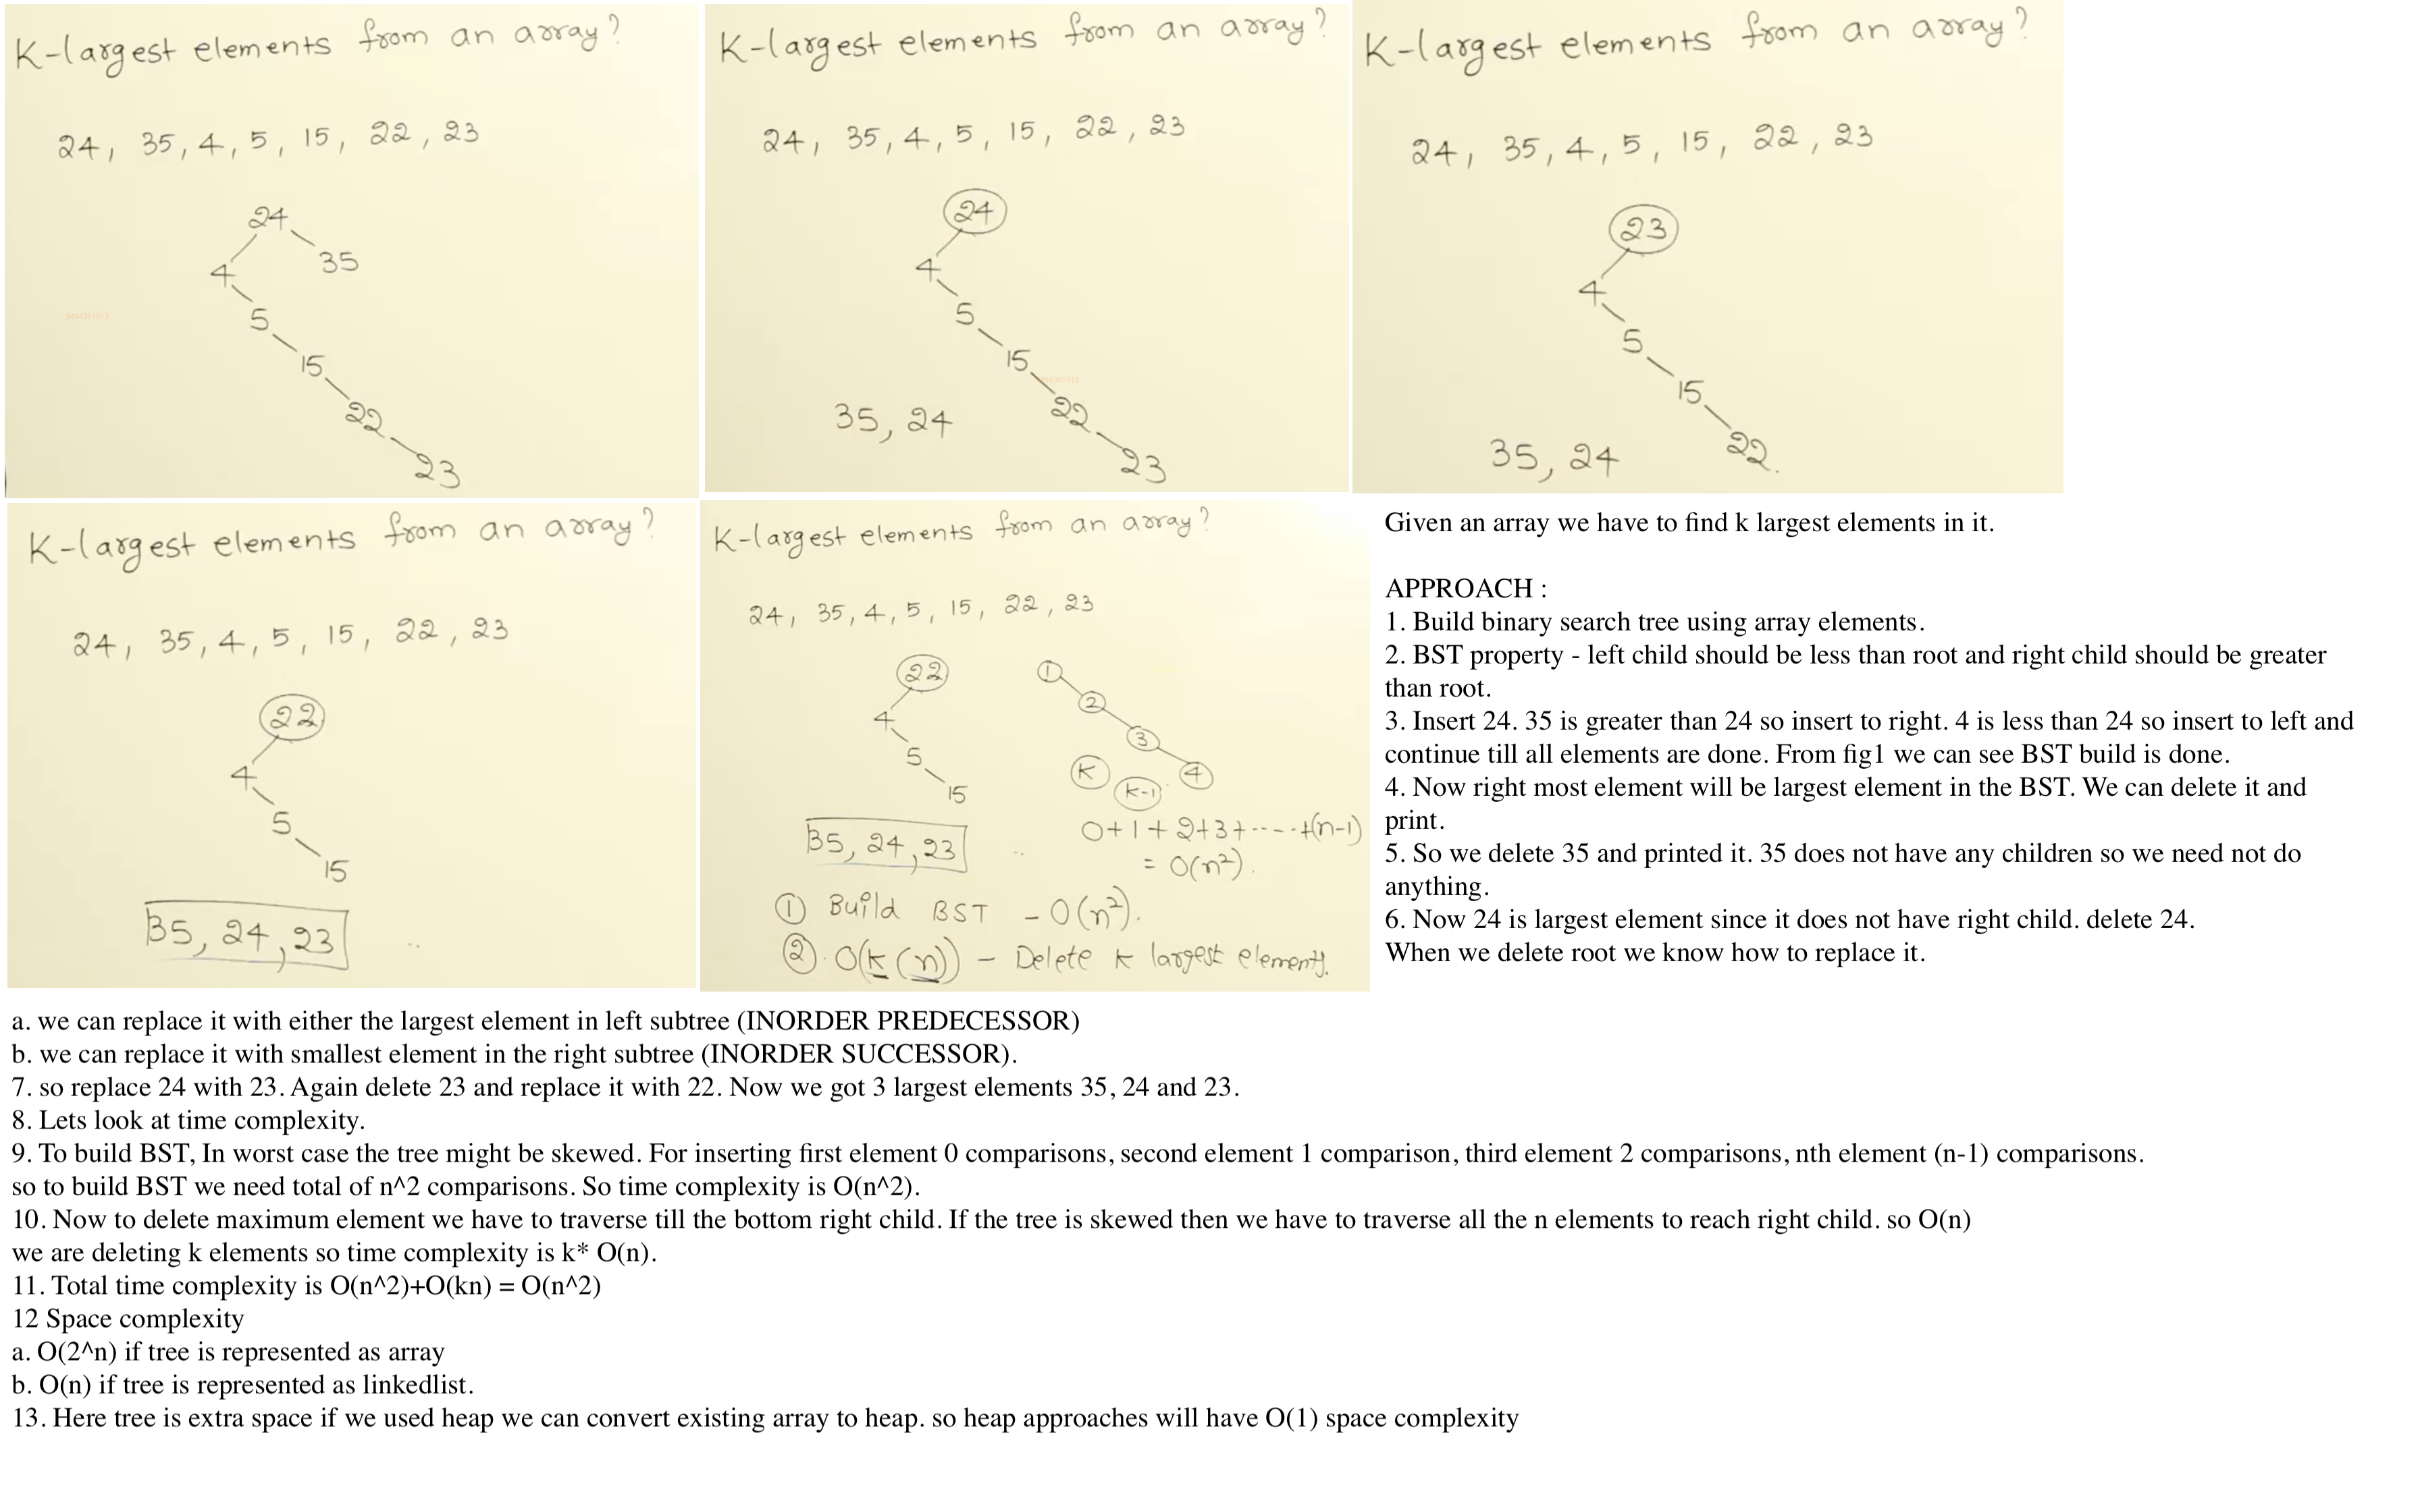 K-largest elements from an array?
24, 35, 4, 5, 15, 22, 23
24
4 35
5
15
22
23
K-largest elements from an array?
24, 35, 4, 5, 15, 22, 23
24
4
5
15
22
35, 24
23
K-largest elements from an array?
24, 35, 4, 5, 15, 22, 23
23
4
5
15
22.
35, 24
K-largest elements from an array?
24, 35, 4, 5, 15, 22, 23
22
4
5
15
35, 24, 23
K-largest elements from an array?
24, 35, 4, 5, 15, 22, 23
22 1
4 2
5 3
15 K 4
K-1
35, 24, 23 0+1+2+3+-----+(n-1)
= O(n²).
① Build BST - O(n²).
②. O(k(n)) - Delete K largest elements.
Given an array we have to find k largest elements in it.
APPROACH :
1. Build binary search tree using array elements.
2. BST property - left child should be less than root and right child should be greater
than root.
3. Insert 24. 35 is greater than 24 so insert to right. 4 is less than 24 so insert to left and
continue till all elements are done. From fig1 we can see BST build is done.
4. Now right most element will be largest element in the BST. We can delete it and
print.
5. So we delete 35 and printed it. 35 does not have any children so we need not do
anything.
6. Now 24 is largest element since it does not have right child. delete 24.
When we delete root we know how to replace it.
a. we can replace it with either the largest element in left subtree (INORDER PREDECESSOR)
b. we can replace it with smallest element in the right subtree (INORDER SUCCESSOR).
7. so replace 24 with 23. Again delete 23 and replace it with 22. Now we got 3 largest elements 35, 24 and 23.
8. Lets look at time complexity.
9. To build BST, In worst case the tree might be skewed. For inserting first element 0 comparisons, second element 1 comparison, third element 2 comparisons, nth element (n-1) comparisons.
so to build BST we need total of n^2 comparisons. So time complexity is O(n^2).
10. Now to delete maximum element we have to traverse till the bottom right child. If the tree is skewed then we have to traverse all the n elements to reach right child. so O(n)
we are deleting k elements so time complexity is k* O(n).
11. Total time complexity is O(n^2)+O(kn) = O(n^2)
12 Space complexity
a. O(2^n) if tree is represented as array
b. O(n) if tree is represented as linkedlist.
13. Here tree is extra space if we used heap we can convert existing array to heap. so heap approaches will have O(1) space complexity